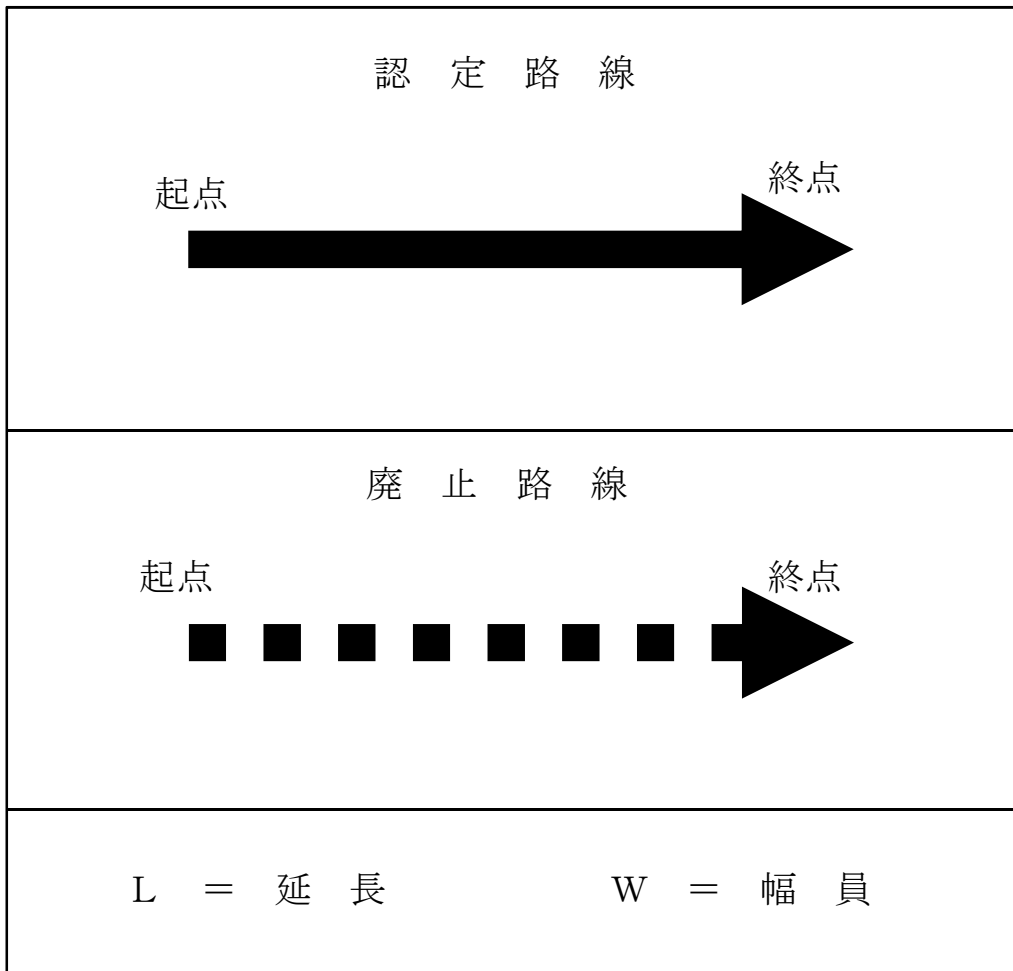 認 定 路 線
起点 終点
廃 止 路 線
起点 終点
L = 延 長 W = 幅 員